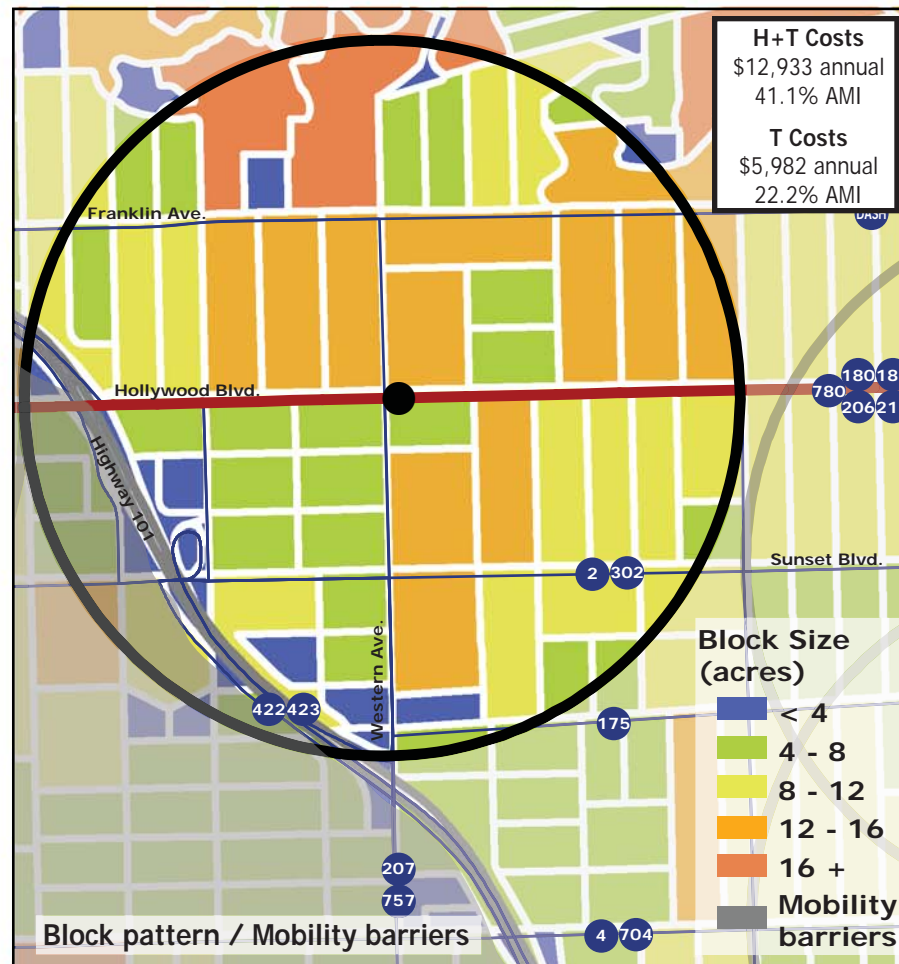 H+T Costs
$12,933 annual
41.1% AMI
T Costs
$5,982 annual
22.2% AMI
Franklin Ave.
DASH
Hollywood Blvd.
180
18
780
206
21
Highway 101
Sunset Blvd.
2
302
Western Ave.
422
423
175
Block Size
(acres)
< 4
4 - 8
8 - 12
12 - 16
16 +
Mobility
barriers
207
757
4
704
Block pattern / Mobility barriers